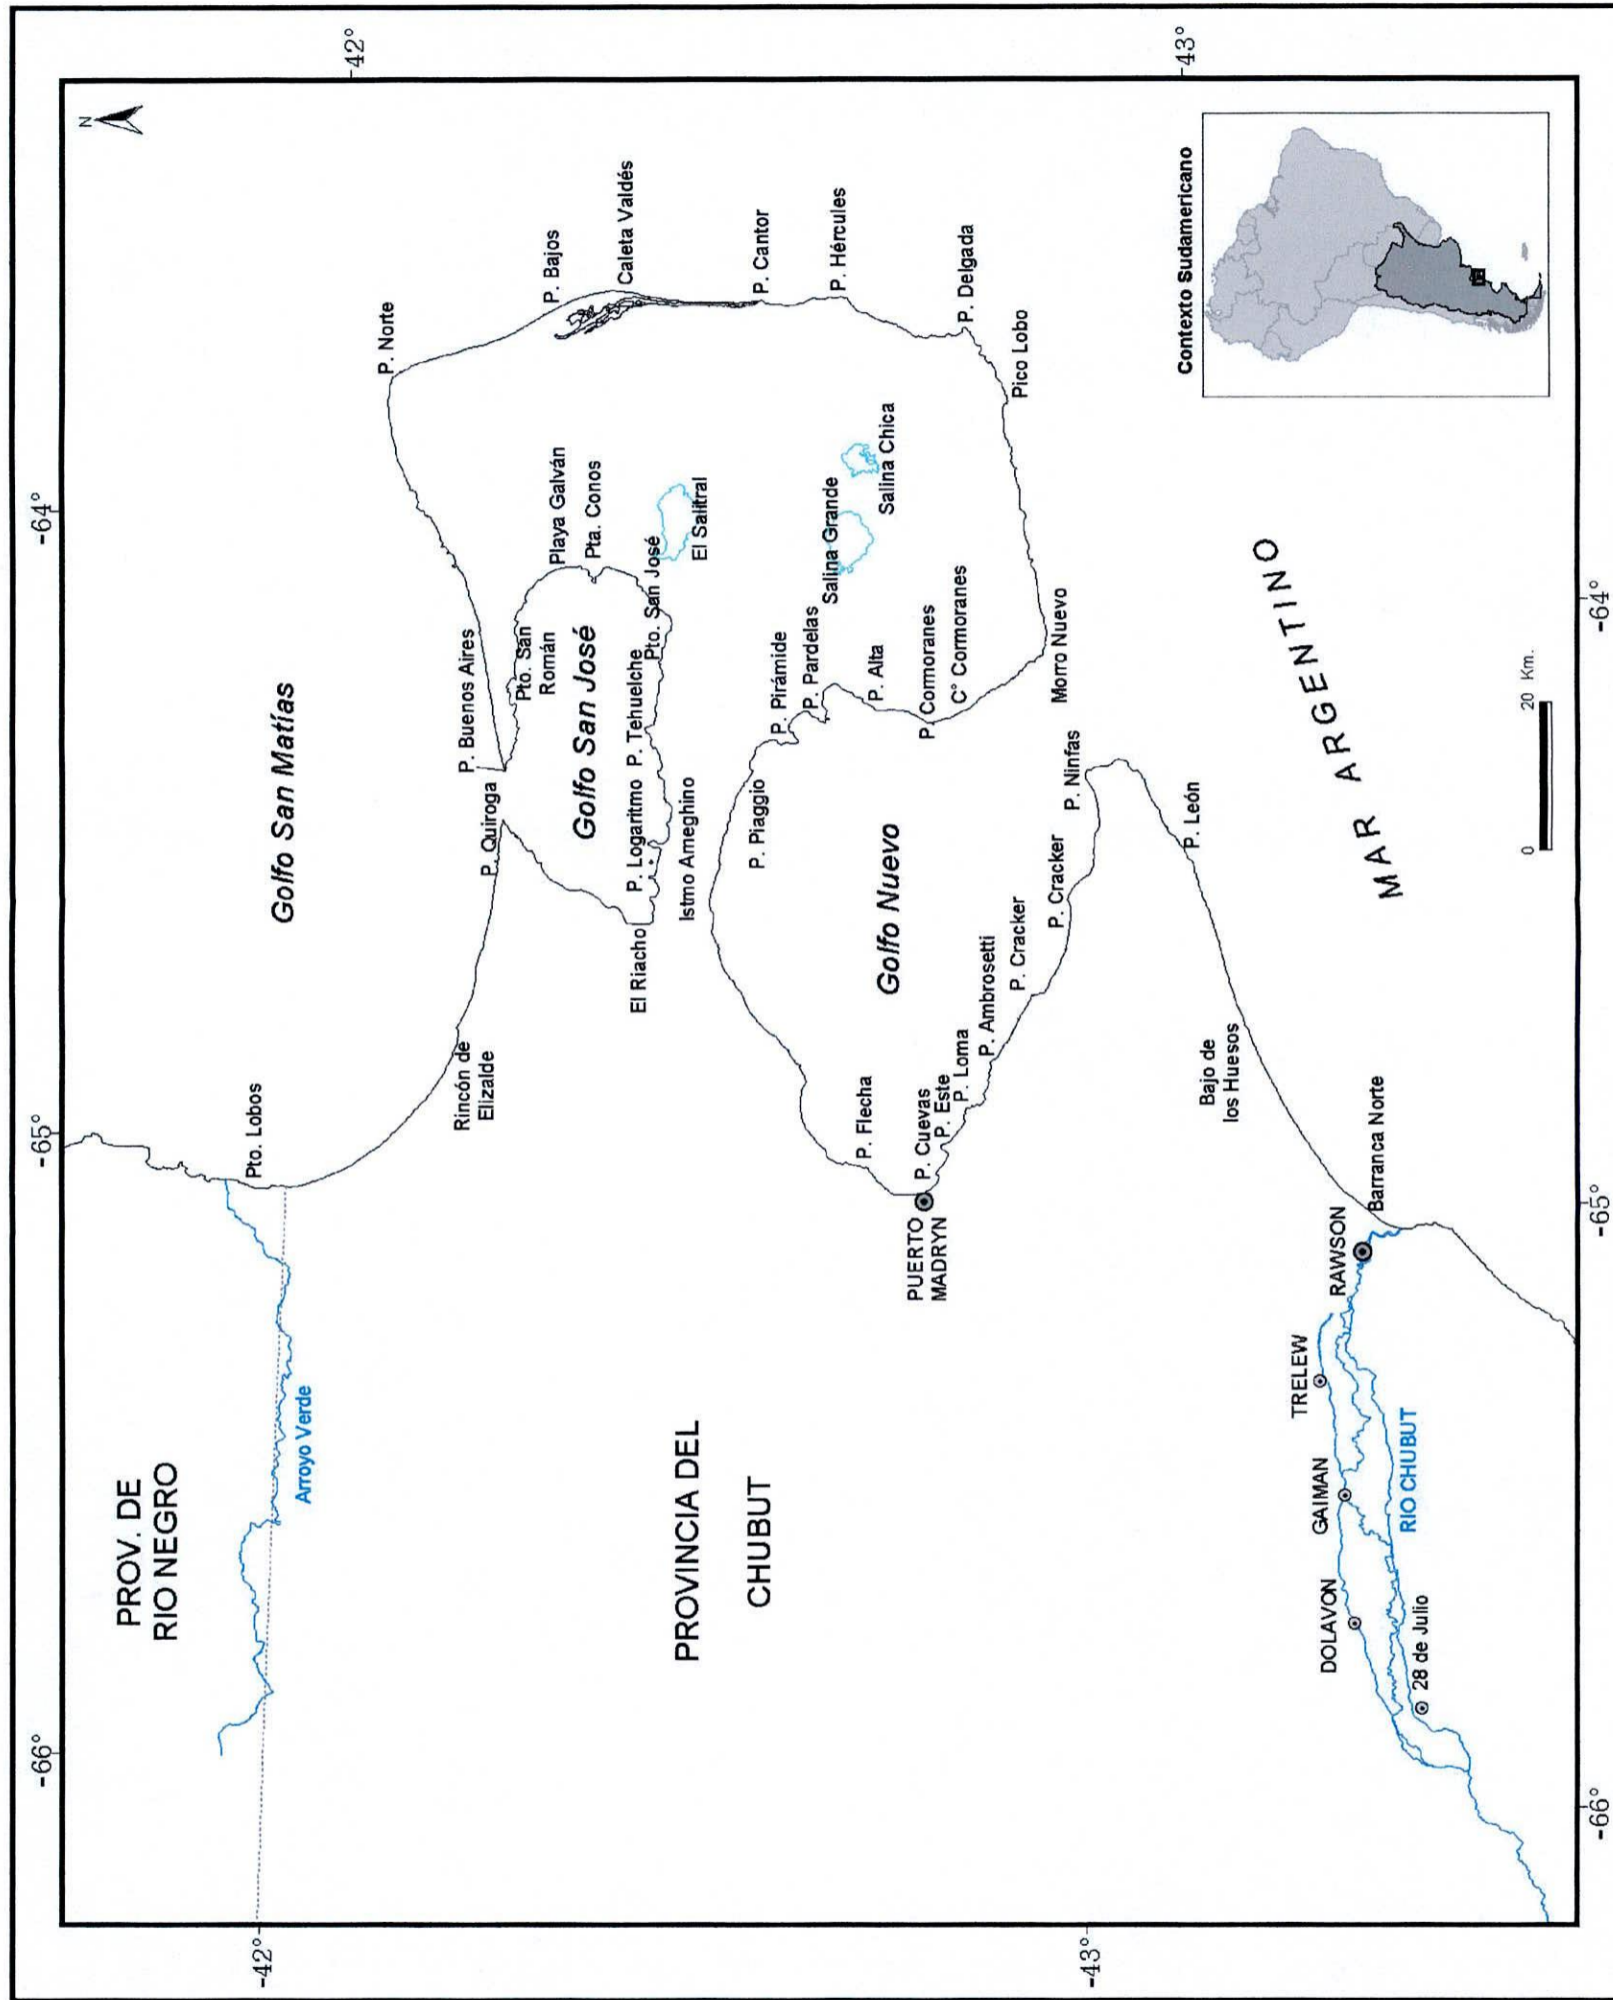 -66°
-65°
-64°
N
-42°
-42°
PROV. DE
RIO NEGRO
Arroyo Verde
Pto. Lobos
Golfo San Matías
Rincón de
Elizalde
P. Quiroga
P. Buenos Aires
P. Norte
P. Bajos
Caleta Valdés
Pto. San
Román
Golfo San José
Playa Galván
Pta. Conos
El Riacho
P. Logaritmo
P. Tehuelche
Pto. San José
El Salitral
Istmo Ameghino
PROVINCIA DEL
CHUBUT
P. Piaggio
P. Pirámide
P. Pardelas
Salina Grande
P. Cantor
P. Hércules
Salina Chica
P. Alta
Golfo Nuevo
P. Flecha
PUERTO
MADRYN
P. Cuevas
P. Este
P. Loma
P. Ambrosetti
P. Cracker
P. Cracker
P. Ninfas
P. Cormoranes
C° Cormoranes
Morro Nuevo
P. Delgada
Pico Lobo
-43°
-43°
P. León
Bajo de
los Huesos
Barranca Norte
RAWSON
TRELEW
GAIMAN
DOLAVON
28 de Julio
RIO CHUBUT
MAR ARGENTINO
0
20 Km.
Contexto Sudamericano
-66°
-65°
-64°